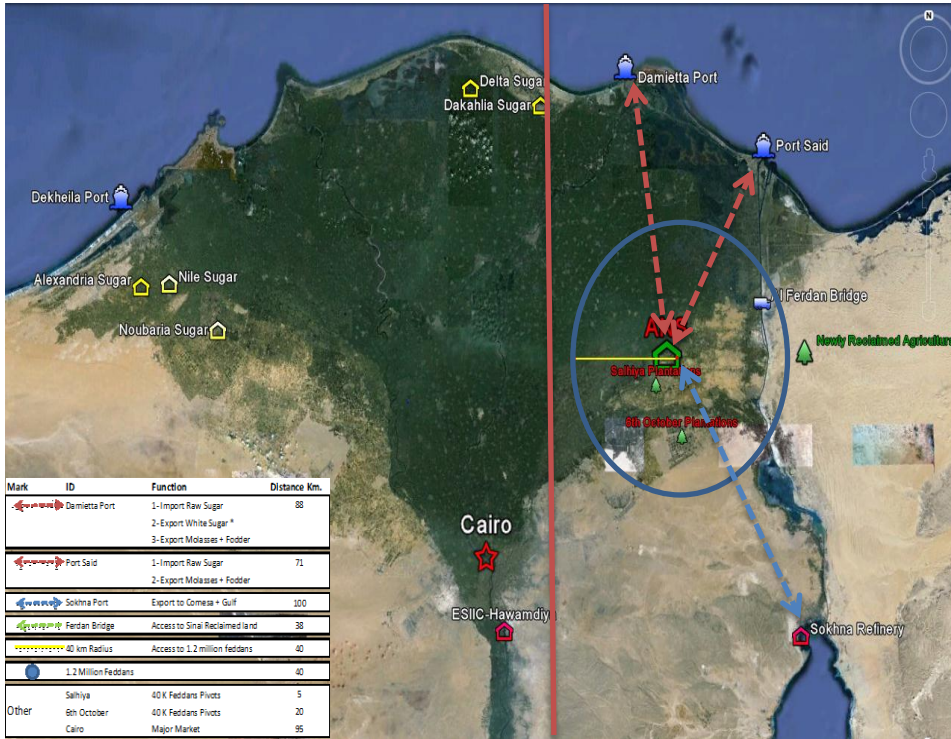 N
Damietta Port
Delta Sugar
Dakahlia Sugar
Port Said
Dekheila Port
Alexandria Sugar
Nile Sugar
Al Ferdan Bridge
Noubaria Sugar
Newly Reclaimed Agricultur
Salhiya Plantations
6th October Plantations
Cairo
ESIIC-Hawamdiy
Sokhna Refinery
Mark ID Function Distance Km.
Damietta Port 1-Import Raw Sugar 88
2-Export White Sugar *
3-Export Molasses + Fodder
Port Said 1-Import Raw Sugar 71
2-Export Molasses + Fodder
Sokhna Port Export to Comesa + Gulf 100
Ferdan Bridge Access to Sinai Reclaimed land 38
40 km Radius Access to 1.2 million feddans 40
1.2 Million Feddans 40
Other Salhiya 40K Feddans Pivots 5
6th October 40K Feddans Pivots 20
Cairo Major Market 95